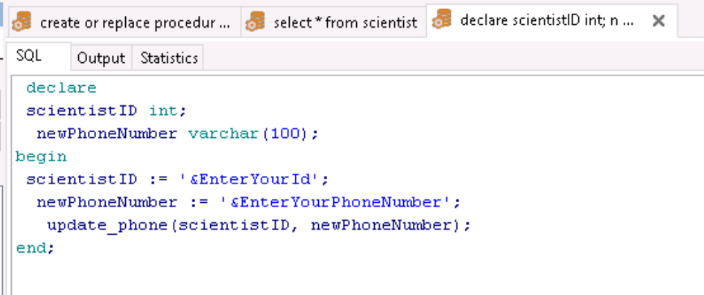 create or replace procedur ... select * from scientist declare scientistID int; n ...
SQL Output Statistics
declare
scientistID int;
newPhoneNumber varchar(100);
begin
scientistID := '&EnterYourId';
newPhoneNumber := '&EnterYourPhoneNumber';
update_phone(scientistID, newPhoneNumber);
end;